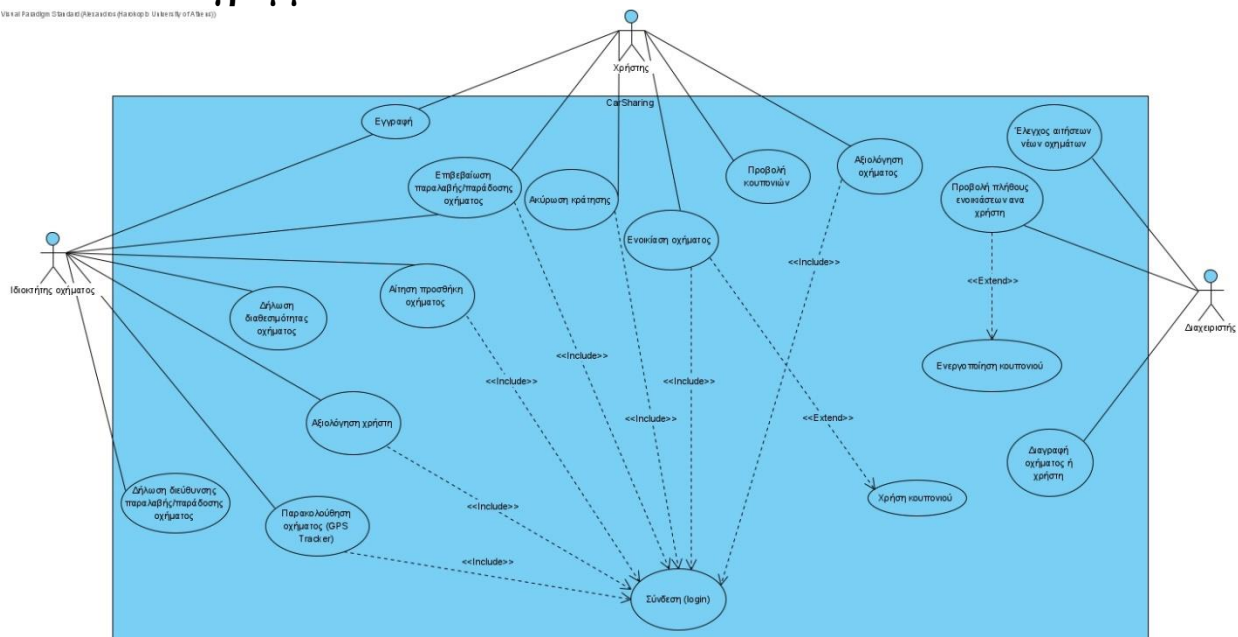 Visual Paradigm Standard (Alexandros (Harokopio University of Athens))
Χρήστης
CarSharing
Εγγραφή
Έλεγχος αιτήσεων
νέων οχημάτων
Επιβεβαίωση
παραλαβής/παράδοσης
οχήματος
Ακύρωση κράτησης
Προβολή
κουπονιών
Αξιολόγηση
οχήματος
Προβολή πλήθους
ενοικιάσεων ανα
χρήστη
Ενοικίαση οχήματος
<<Include>>
<<Extend>>
Ιδιοκτήτης οχήματος
Αίτηση προσθήκη
οχήματος
Δήλωση
διαθεσιμότητας
οχήματος
Διαχειριστής
<<Include>>
<<Include>>
<<Include>>
Ενεργοποίηση κουπονιού
<<Include>>
<<Extend>>
Αξιολόγηση χρήστη
Διαγραφή
οχήματος ή
χρήστη
Δήλωση διεύθυνσης
παραλαβής/παράδοσης
οχήματος
Χρήση κουπονιού
Παρακολούθηση
οχήματος (GPS
Tracker)
<<Include>>
<<Include>>
Σύνδεση (login)